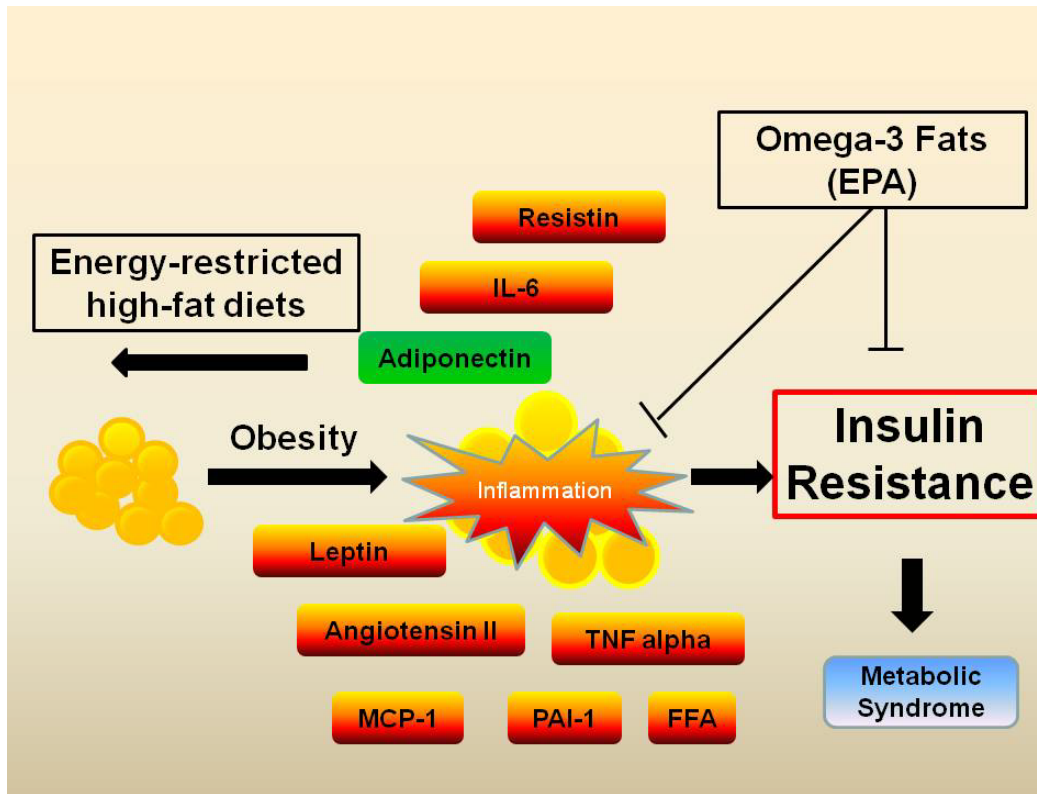 Omega-3 Fats
(EPA)
Resistin
Energy-restricted
high-fat diets
IL-6
Adiponectin
Obesity
Inflammation
Insulin
Resistance
Leptin
Angiotensin II
TNF alpha
Metabolic
Syndrome
MCP-1
PAI-1
FFA